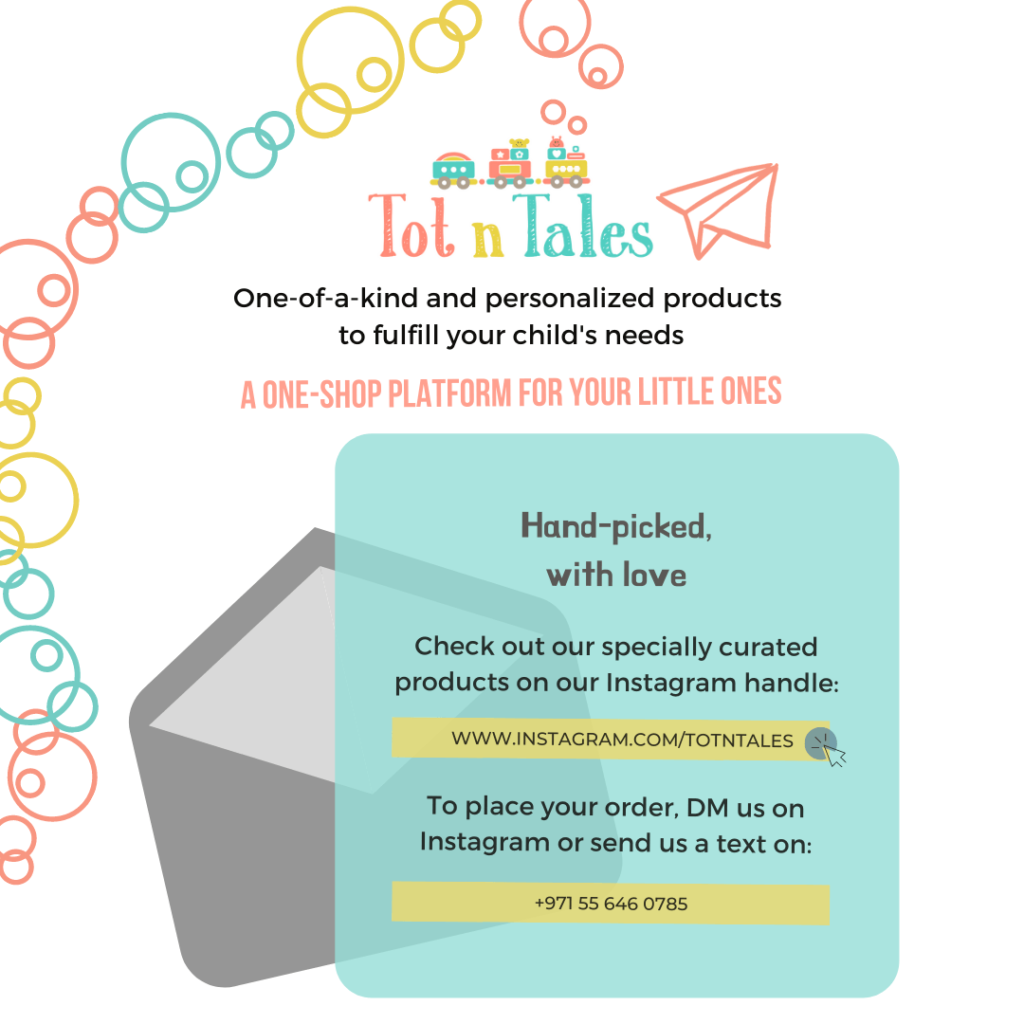 Tot n Tales
One-of-a-kind and personalized products
to fulfill your child's needs
A ONE-SHOP PLATFORM FOR YOUR LITTLE ONES
Hand-picked,
with love
Check out our specially curated
products on our Instagram handle:
WWW.INSTAGRAM.COM/TOTNTALES
To place your order, DM us on
Instagram or send us a text on:
+971 55 646 0785